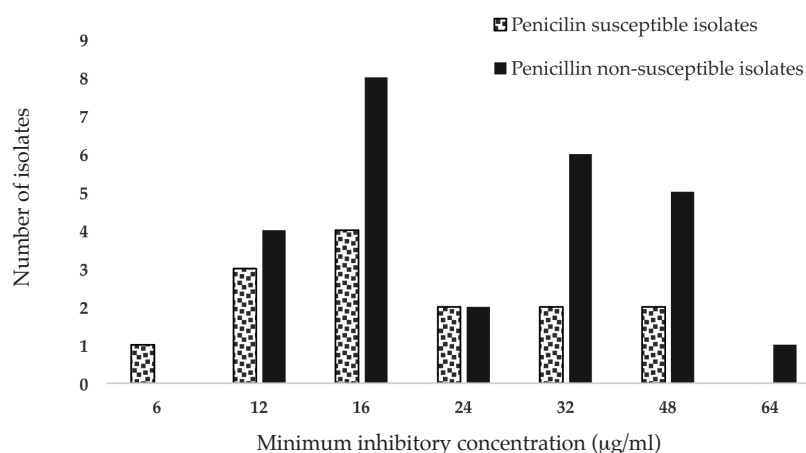 Penicilin susceptible isolates
Penicillin non-susceptible isolates
Number of isolates
9
8
7
6
5
4
3
2
1
0
6 12 16 24 32 48 64
Minimum inhibitory concentration (μg/ml)